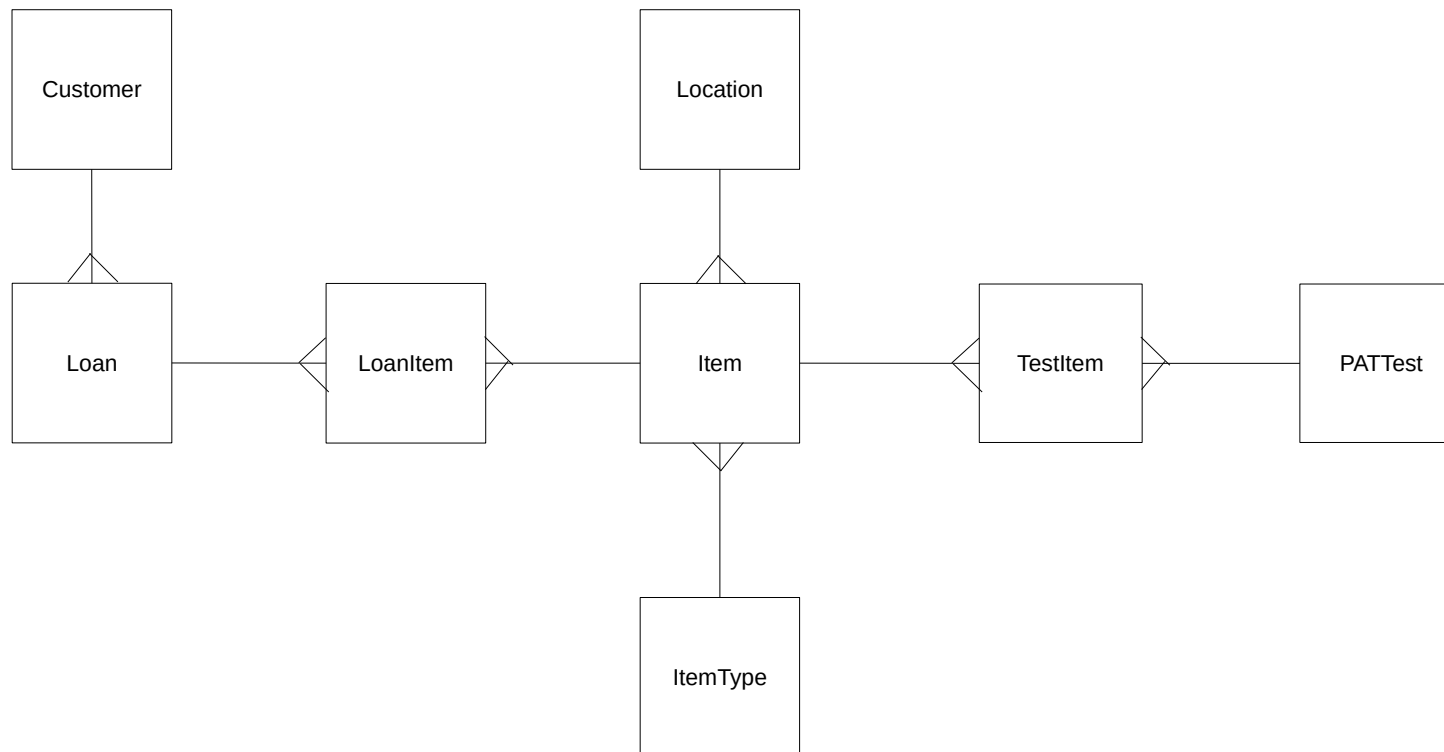 Customer
Location
Loan
LoanItem
Item
TestItem
PATTest
ItemType